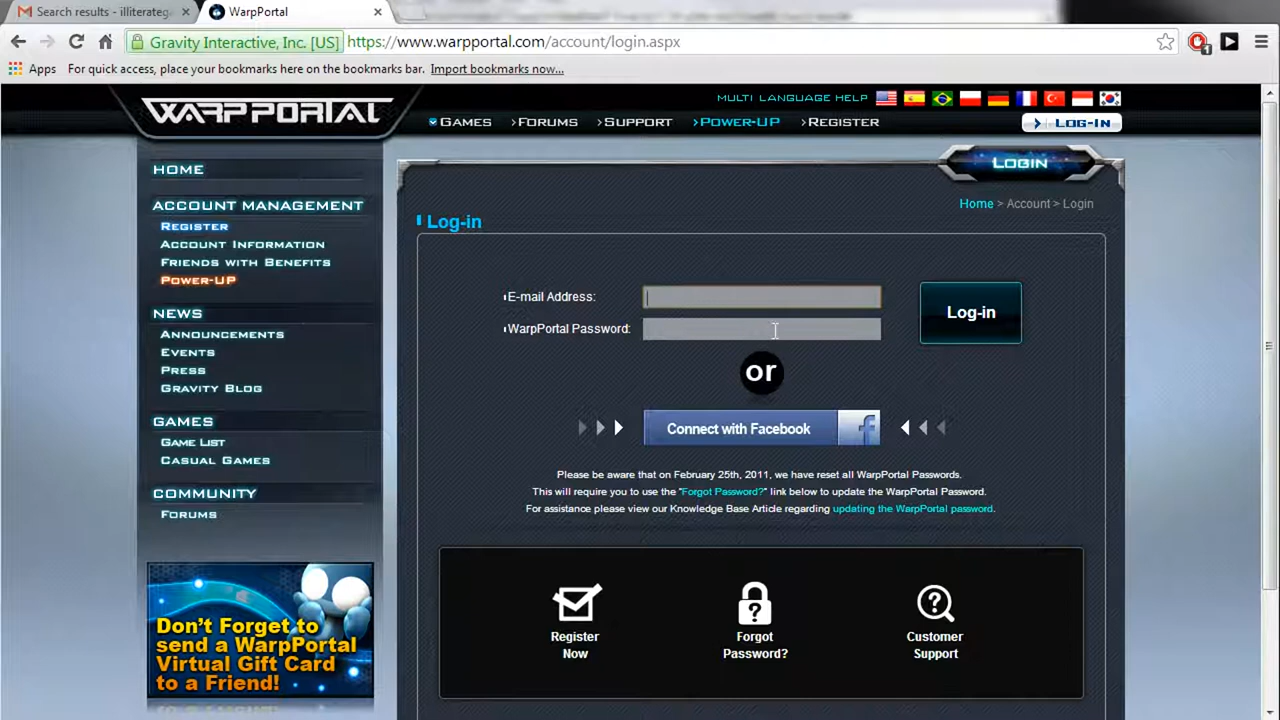 Search results - illiterateg
WarpPortal
Gravity Interactive, Inc. [US]
https://www.warpportal.com/account/login.aspx
1
Apps
For quick access, place your bookmarks here on the bookmarks bar.
Import bookmarks now...
WARPPORTAL
MULTI LANGUAGE HELP
GAMES
FORUMS
SUPPORT
POWER-UP
REGISTER
LOG-IN
HOME
ACCOUNT MANAGEMENT
REGISTER
ACCOUNT INFORMATION
FRIENDS WITH BENEFITS
POWER-UP
NEWS
ANNOUNCEMENTS
EVENTS
PRESS
GRAVITY BLOG
GAMES
GAME LIST
CASUAL GAMES
COMMUNITY
FORUMS
Don't Forget to
send a WarpPortal
Virtual Gift Card
to a Friend!
LOGIN
Home > Account > Login
Log-in
E-mail Address:
WarpPortal Password:
Log-in
or
Connect with Facebook
f
Please be aware that on February 25th, 2011, we have reset all WarpPortal Passwords.
This will require you to use the "Forgot Password?" link below to update the WarpPortal Password.
For assistance please view our Knowledge Base Article regarding updating the WarpPortal password.
Register
Now
Forgot
Password?
Customer
Support